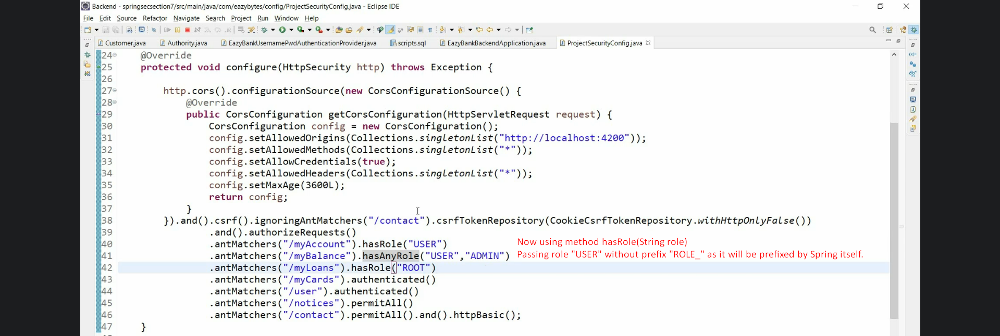 Backend - springsecsection7/src/main/java/com/eazybytes/config/ProjectSecurityConfig.java - Eclipse IDE
File Edit Source Refactor Navigate Search Project Run Window Help
Customer.java Authority.java EazyBankUsernamePwdAuthenticationProvider.java scripts.sql EazyBankBackendApplication.java ProjectSecurityConfig.java
24 @Override
25 protected void configure(HttpSecurity http) throws Exception {
26
27 http.cors().configurationSource(new CorsConfigurationSource() {
28 @Override
29 public CorsConfiguration getCorsConfiguration(HttpServletRequest request) {
30 CorsConfiguration config = new CorsConfiguration();
31 config.setAllowedOrigins(Collections.singletonList("http://localhost:4200"));
32 config.setAllowedMethods(Collections.singletonList("*"));
33 config.setAllowCredentials(true);
34 config.setAllowedHeaders(Collections.singletonList("*"));
35 config.setMaxAge(3600L);
36 return config;
37 }
38 }).and().csrf().ignoringAntMatchers("/contact").csrfTokenRepository(CookieCsrfTokenRepository.withHttpOnlyFalse())
39 .and().authorizeRequests()
40 .antMatchers("/myAccount").hasRole("USER") Now using method hasRole(String role)
41 .antMatchers("/myBalance").hasAnyRole("USER","ADMIN") Passing role "USER" without prefix "ROLE_" as it will be prefixed by Spring itself.
42 .antMatchers("/myLoans").hasRole("ROOT")
43 .antMatchers("/myCards").authenticated()
44 .antMatchers("/user").authenticated()
45 .antMatchers("/notices").permitAll()
46 .antMatchers("/contact").permitAll().and().httpBasic();
47 }